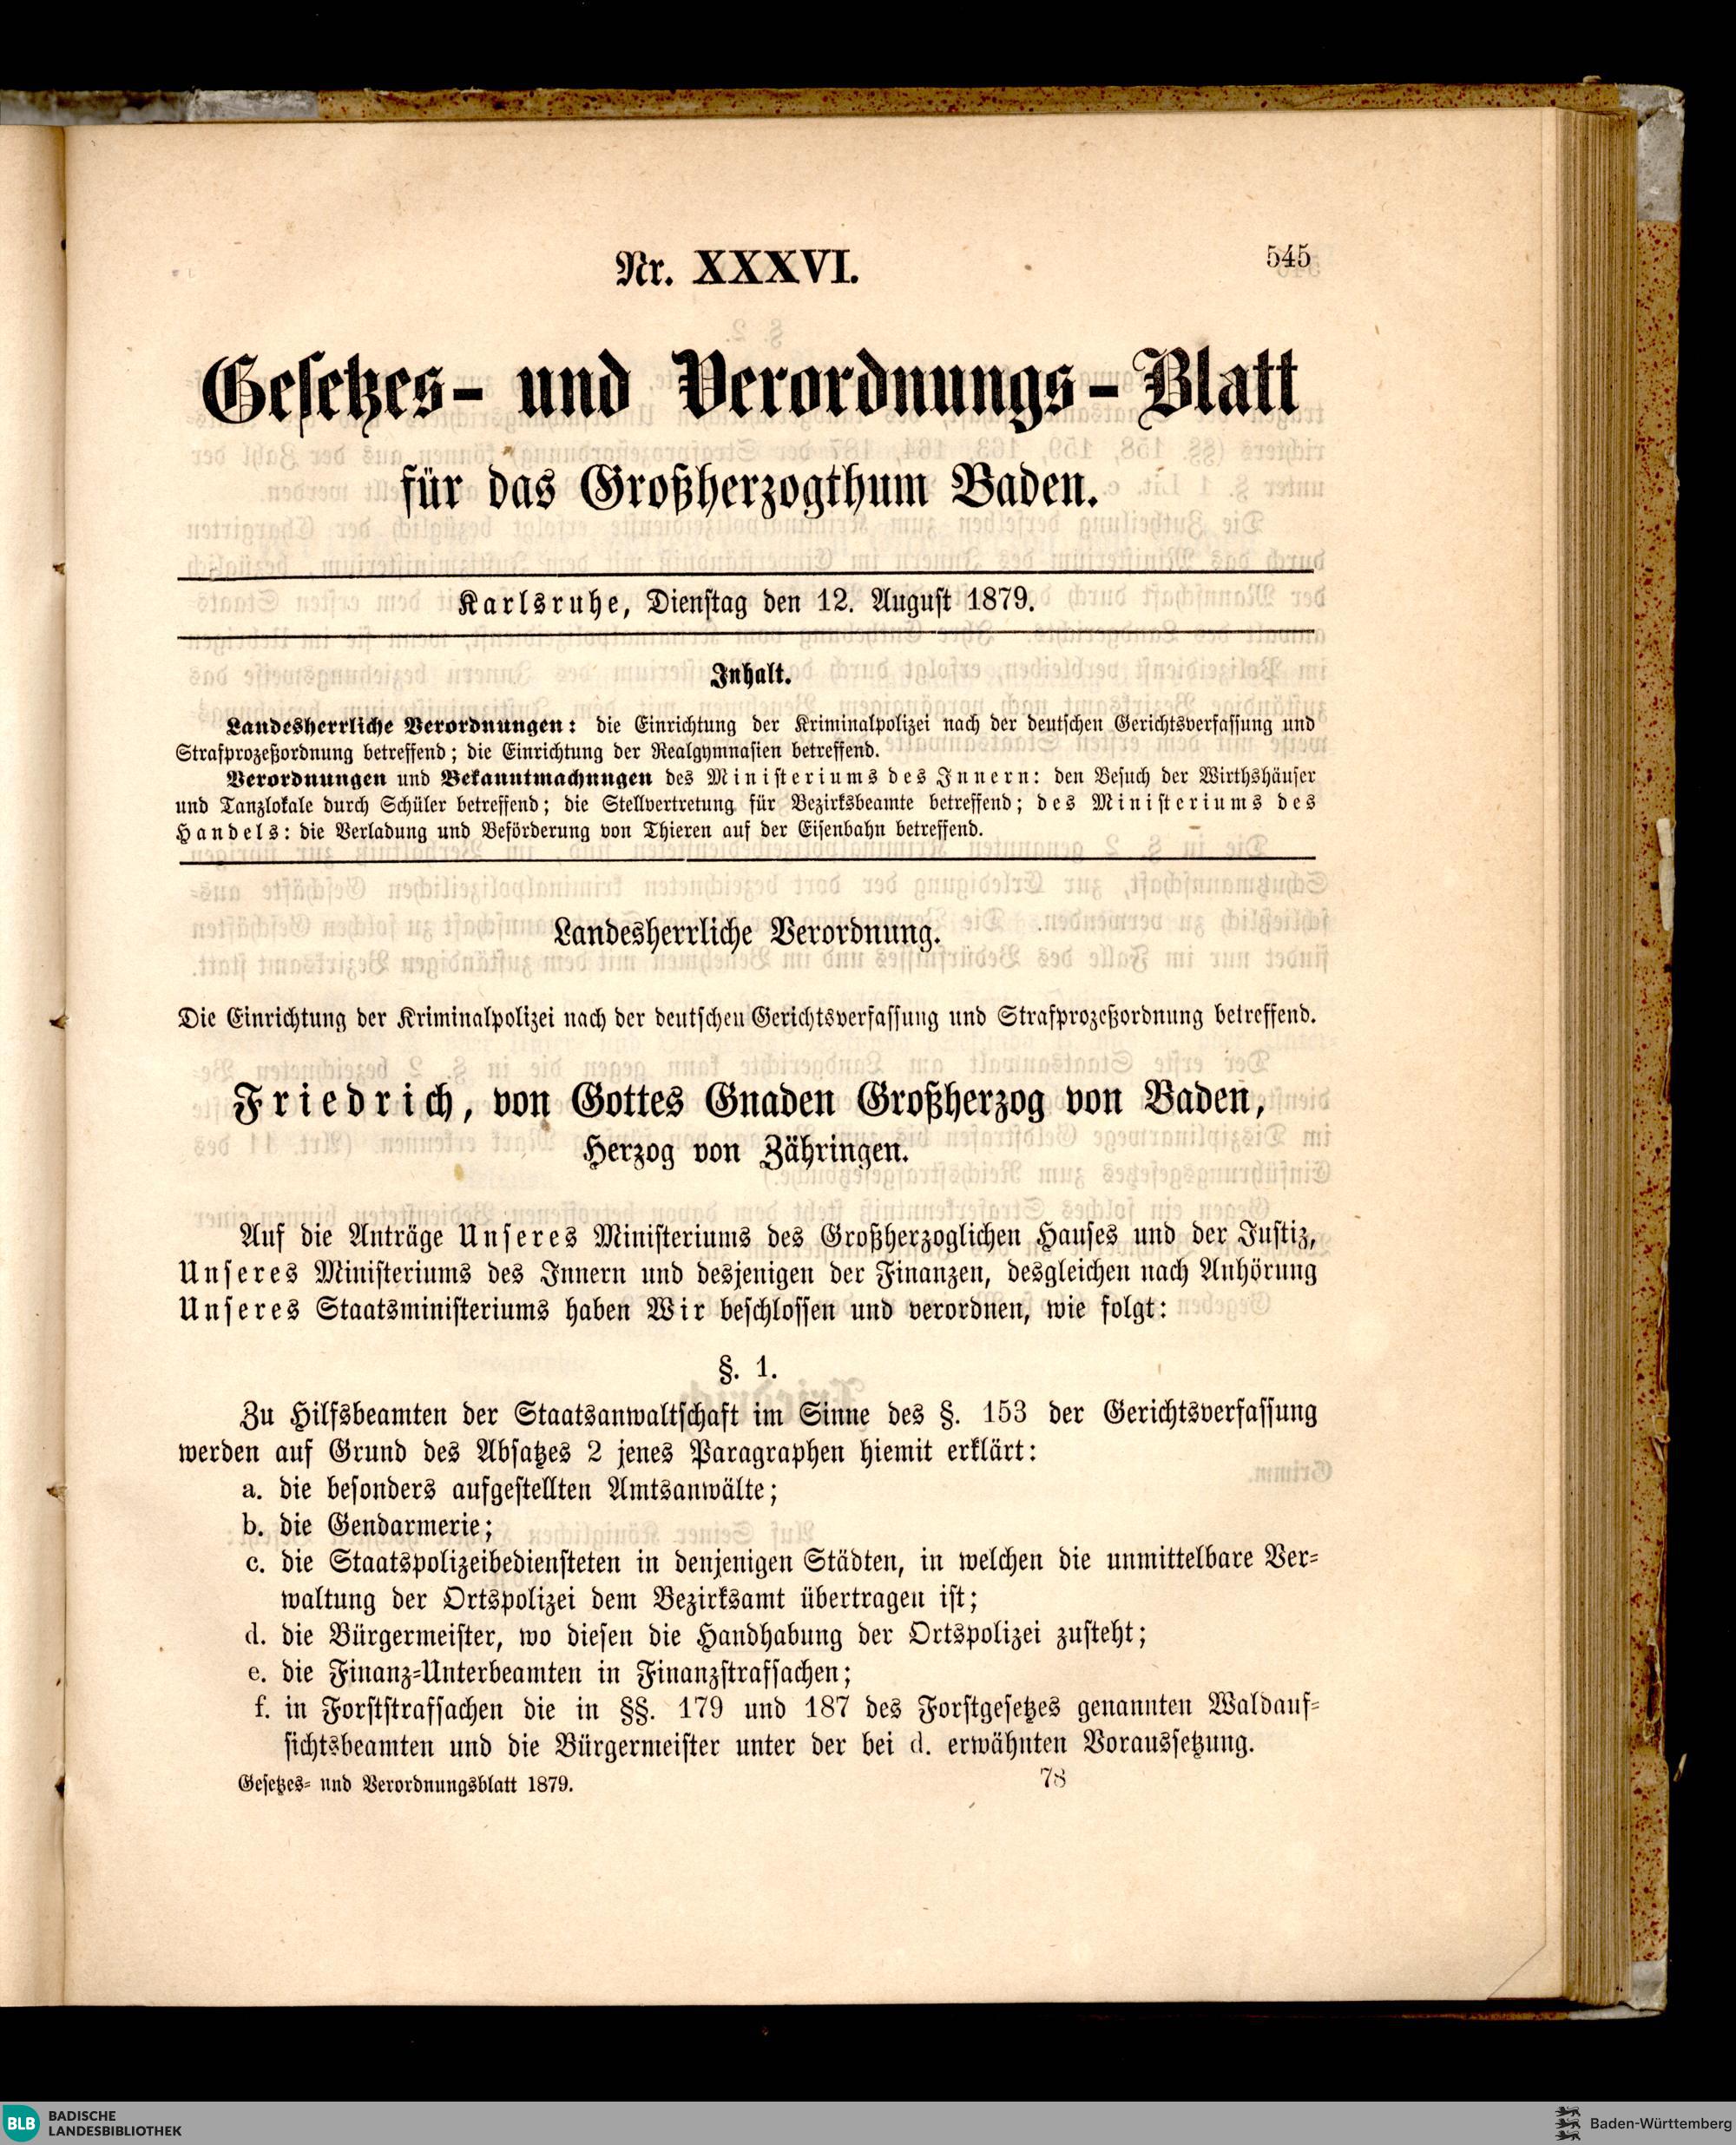 Nr. XXXVI.
545
Gesetzes- und Verordnungs-Blatt
für das Großherzogthum Baden.
Karlsruhe, Dienstag den 12. August 1879.
Inhalt.
Landesherrliche Verordnungen: die Einrichtung der Kriminalpolizei nach der deutschen Gerichtsverfassung und
Strafprozeßordnung betreffend; die Einrichtung der Realgymnasien betreffend.
Verordnungen und Bekanntmachungen des Ministeriums des Innern: den Besuch der Wirthshäuser
und Tanzlokale durch Schüler betreffend; die Stellvertretung für Bezirksbeamte betreffend; des Ministeriums des
Handels: die Verladung und Beförderung von Thieren auf der Eisenbahn betreffend.
Landesherrliche Verordnung.
Die Einrichtung der Kriminalpolizei nach der deutschen Gerichtsverfassung und Strafprozeßordnung betreffend.
Friedrich, von Gottes Gnaden Großherzog von Baden,
Herzog von Zähringen.
Auf die Anträge Unseres Ministeriums des Großherzoglichen Hauses und der Justiz,
Unseres Ministeriums des Innern und desjenigen der Finanzen, desgleichen nach Anhörung
Unseres Staatsministeriums haben Wir beschlossen und verordnen, wie folgt:
§. 1.
Zu Hilfsbeamten der Staatsanwaltschaft im Sinne des §. 153 der Gerichtsverfassung
werden auf Grund des Absatzes 2 jenes Paragraphen hiemit erklärt:
a. die besonders aufgestellten Amtsanwälte;
b. die Gendarmerie;
c. die Staatspolizeibediensteten in denjenigen Städten, in welchen die unmittelbare Ver-
waltung der Ortspolizei dem Bezirksamt übertragen ist;
d. die Bürgermeister, wo diesen die Handhabung der Ortspolizei zusteht;
e. die Finanz-Unterbeamten in Finanzstrafsachen;
f. in Forststrafsachen die in §§. 179 und 187 des Forstgesetzes genannten Waldauf-
sichtsbeamten und die Bürgermeister unter der bei d. erwähnten Voraussetzung.
Gesetzes- und Verordnungsblatt 1879.
78
BLB BADISCHE
LANDESBIBLIOTHEK
Baden-Württemberg